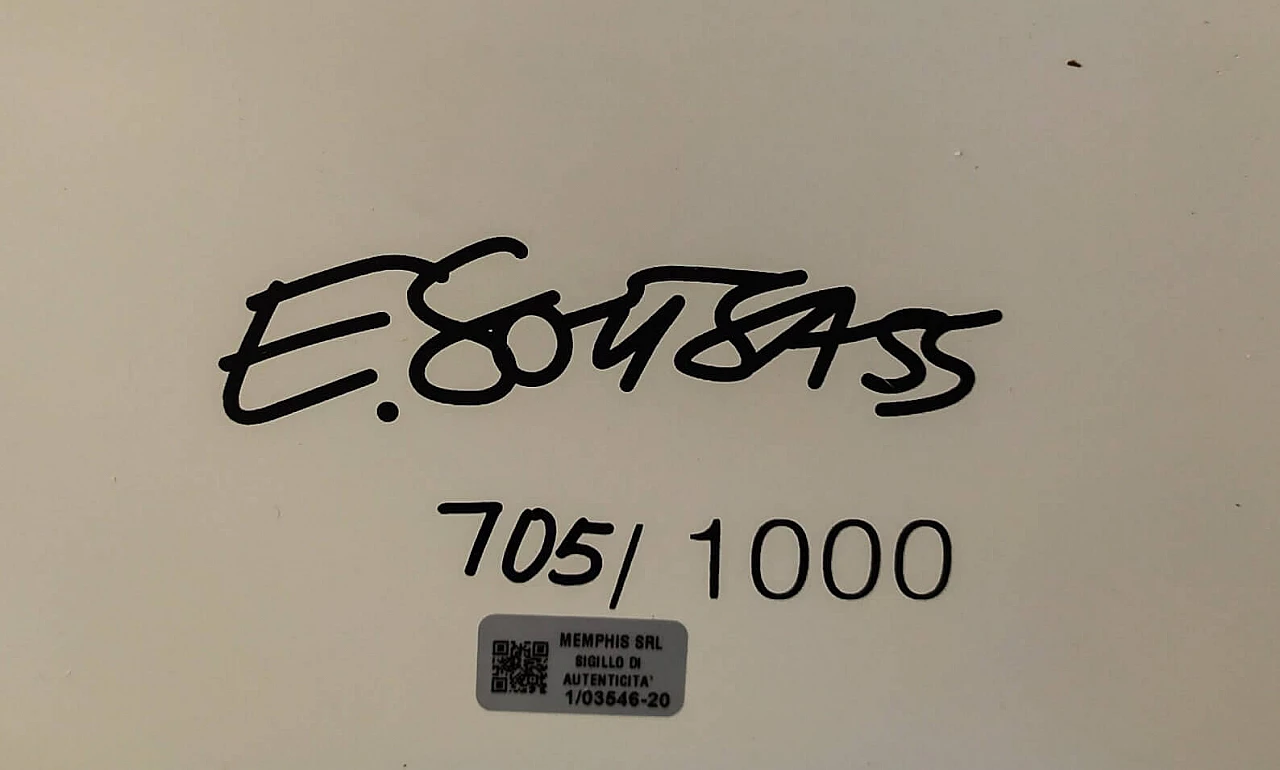 E. Sottsass
705/1000
MEMPHIS SRL
SIGILLO DI
AUTENTICITA'
1/03546-20